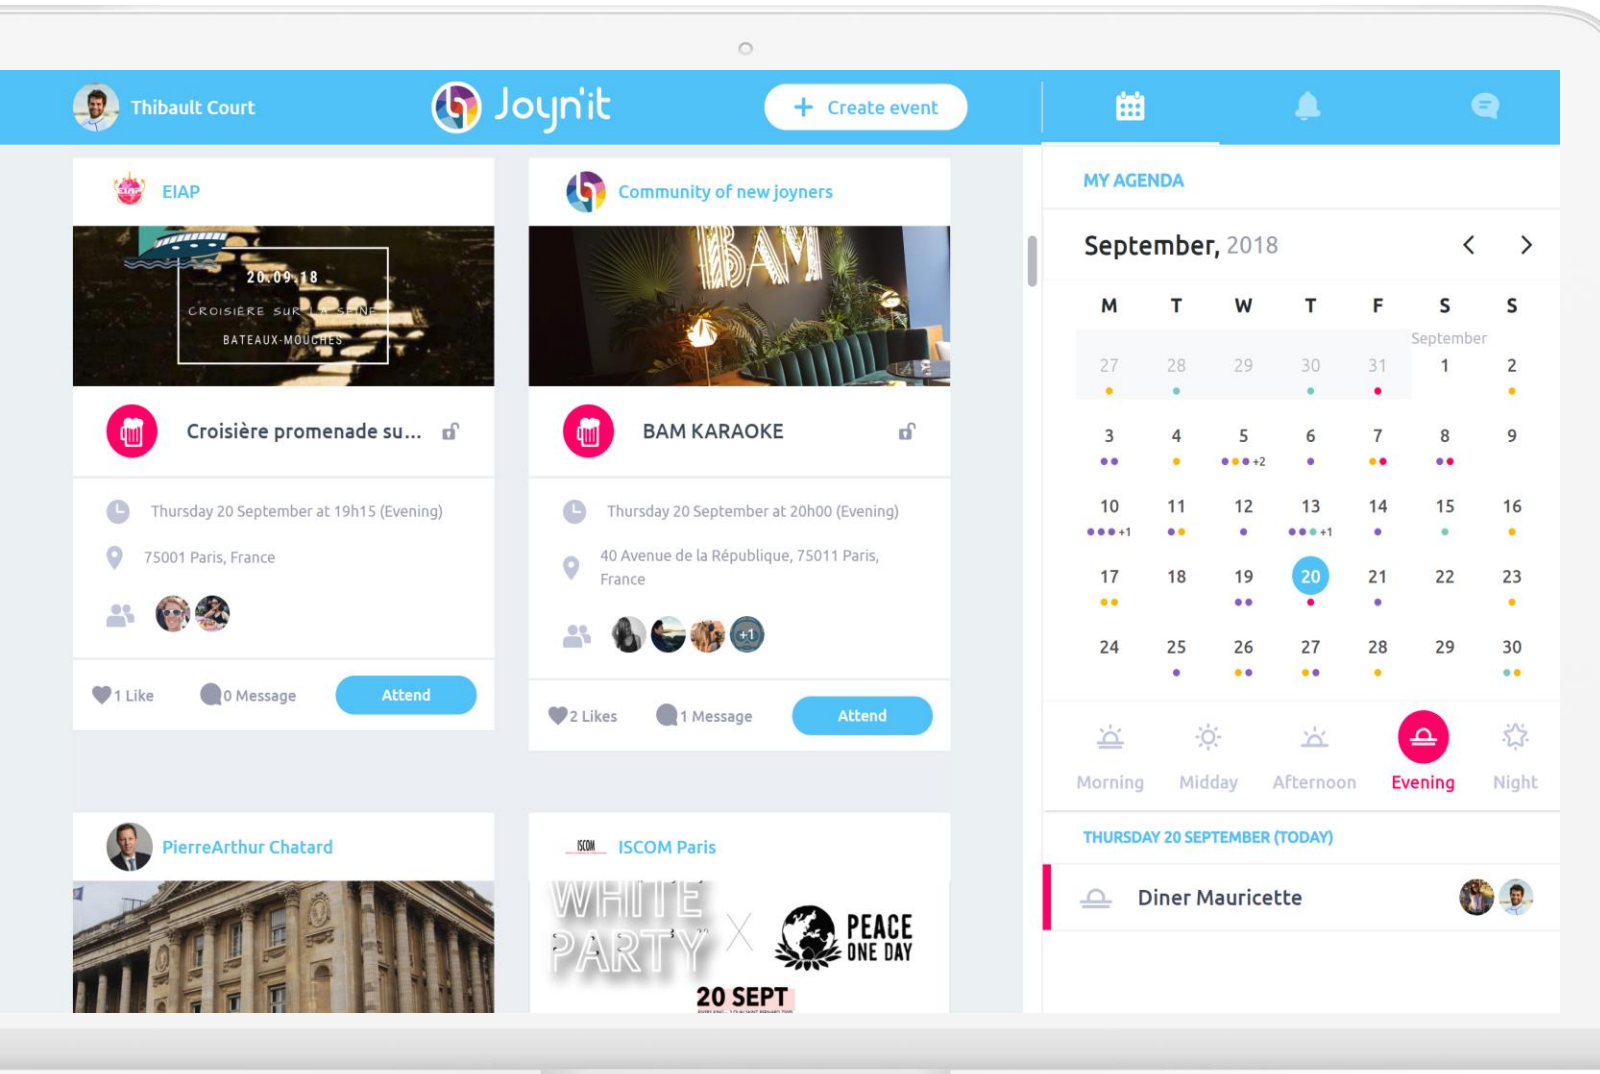 Thibault Court
Joyn'it
+ Create event
EIAP
20.09.18
CROISIÈRE SUR LA SEINE
BATEAUX-MOUCHES
Croisière promenade su...
Thursday 20 September at 19h15 (Evening)
75001 Paris, France
1 Like
0 Message
Attend
Community of new joyners
BAM
BAM KARAOKE
Thursday 20 September at 20h00 (Evening)
40 Avenue de la République, 75011 Paris,
France
+1
2 Likes
1 Message
Attend
PierreArthur Chatard
ISCOM
ISCOM Paris
WHITE
PARTY
X
PEACE
ONE DAY
20 SEPT
MY AGENDA
September, 2018
M T W T F S S
September
27 28 29 30 31 1 2
3 4 5 6 7 8 9
+2
10 11 12 13 14 15 16
+1 +1
17 18 19 20 21 22 23
24 25 26 27 28 29 30
Morning Midday Afternoon Evening Night
THURSDAY 20 SEPTEMBER (TODAY)
Diner Mauricette